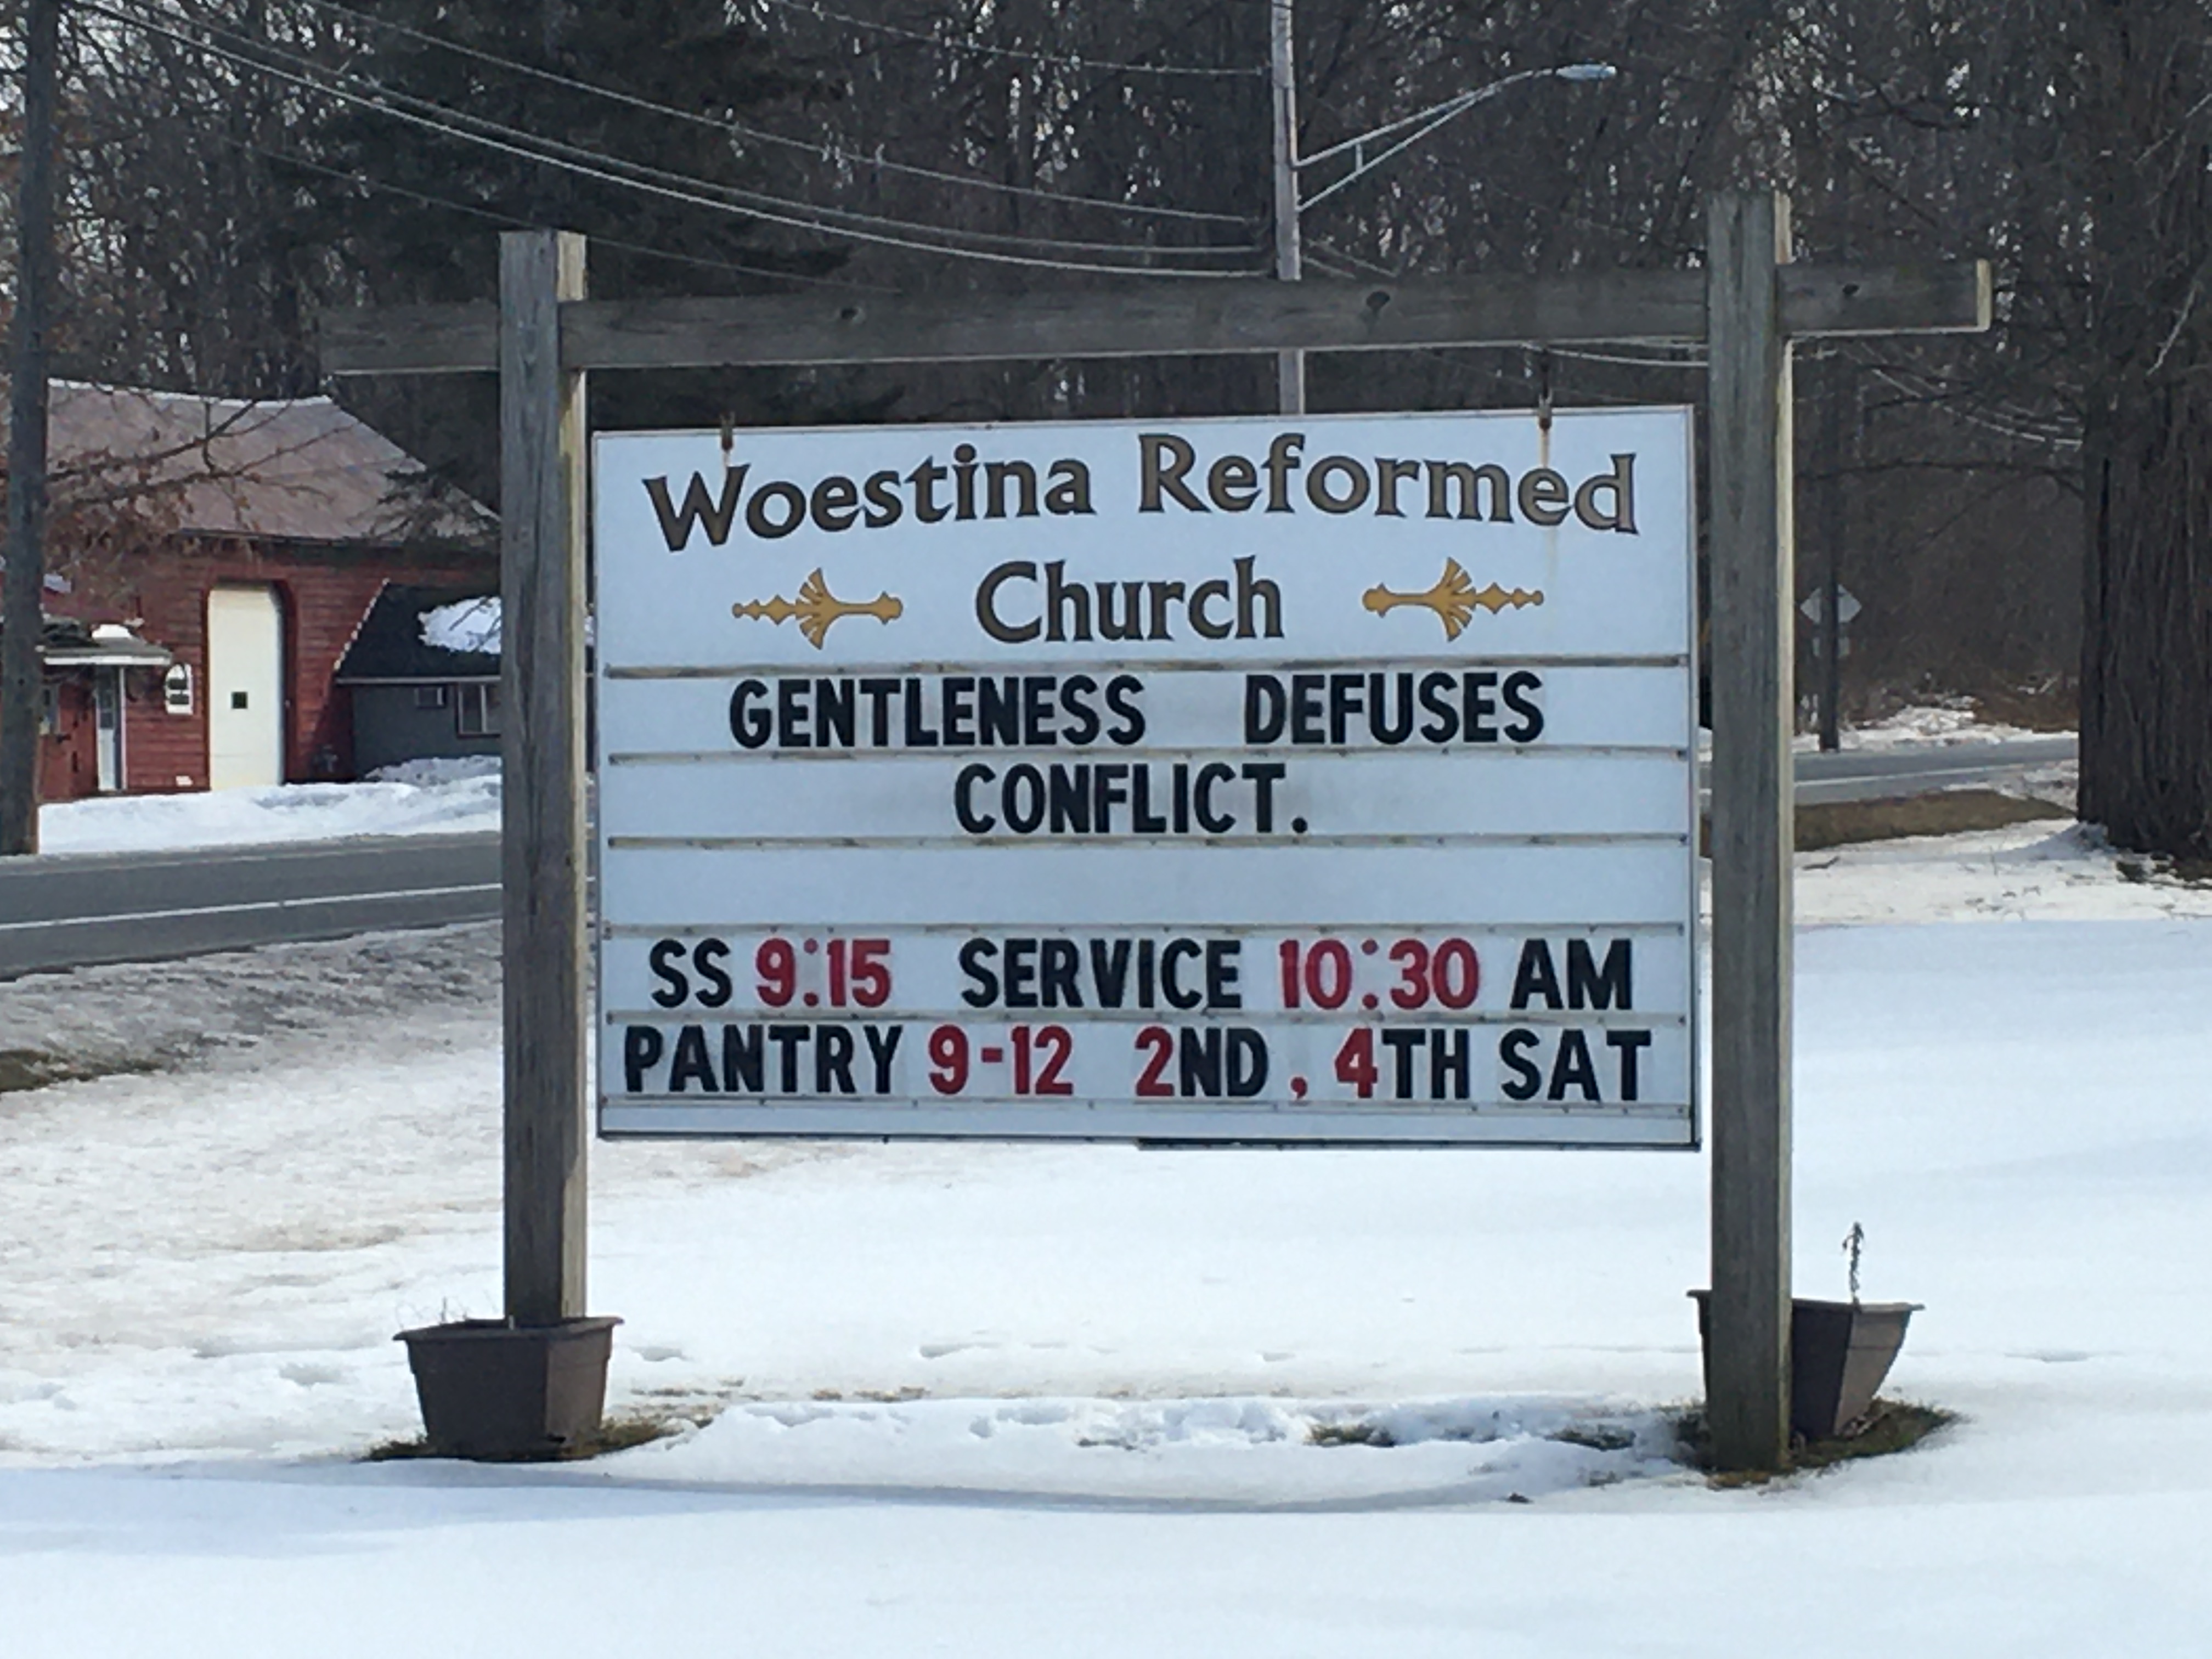 Woestina Reformed
Church
GENTLENESS DEFUSES
CONFLICT.
SS 9:15 SERVICE 10:30 AM
PANTRY 9-12 2ND, 4TH SAT